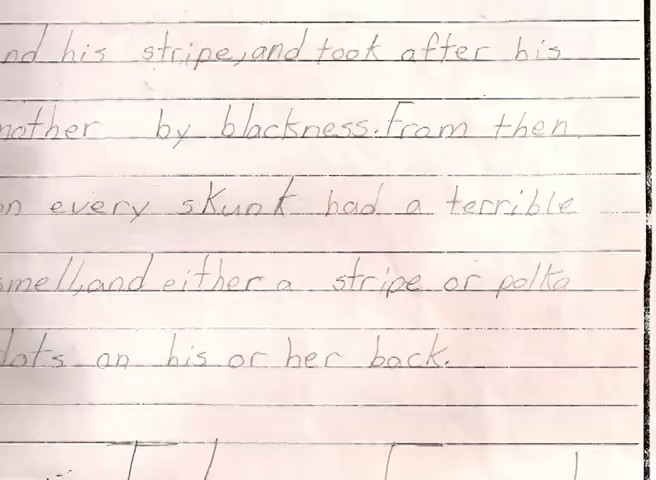 nd his stripe, and took after his
mother by blackness. From then
on every skunk had a terrible
smell, and either a stripe or polka
dots on his or her back.